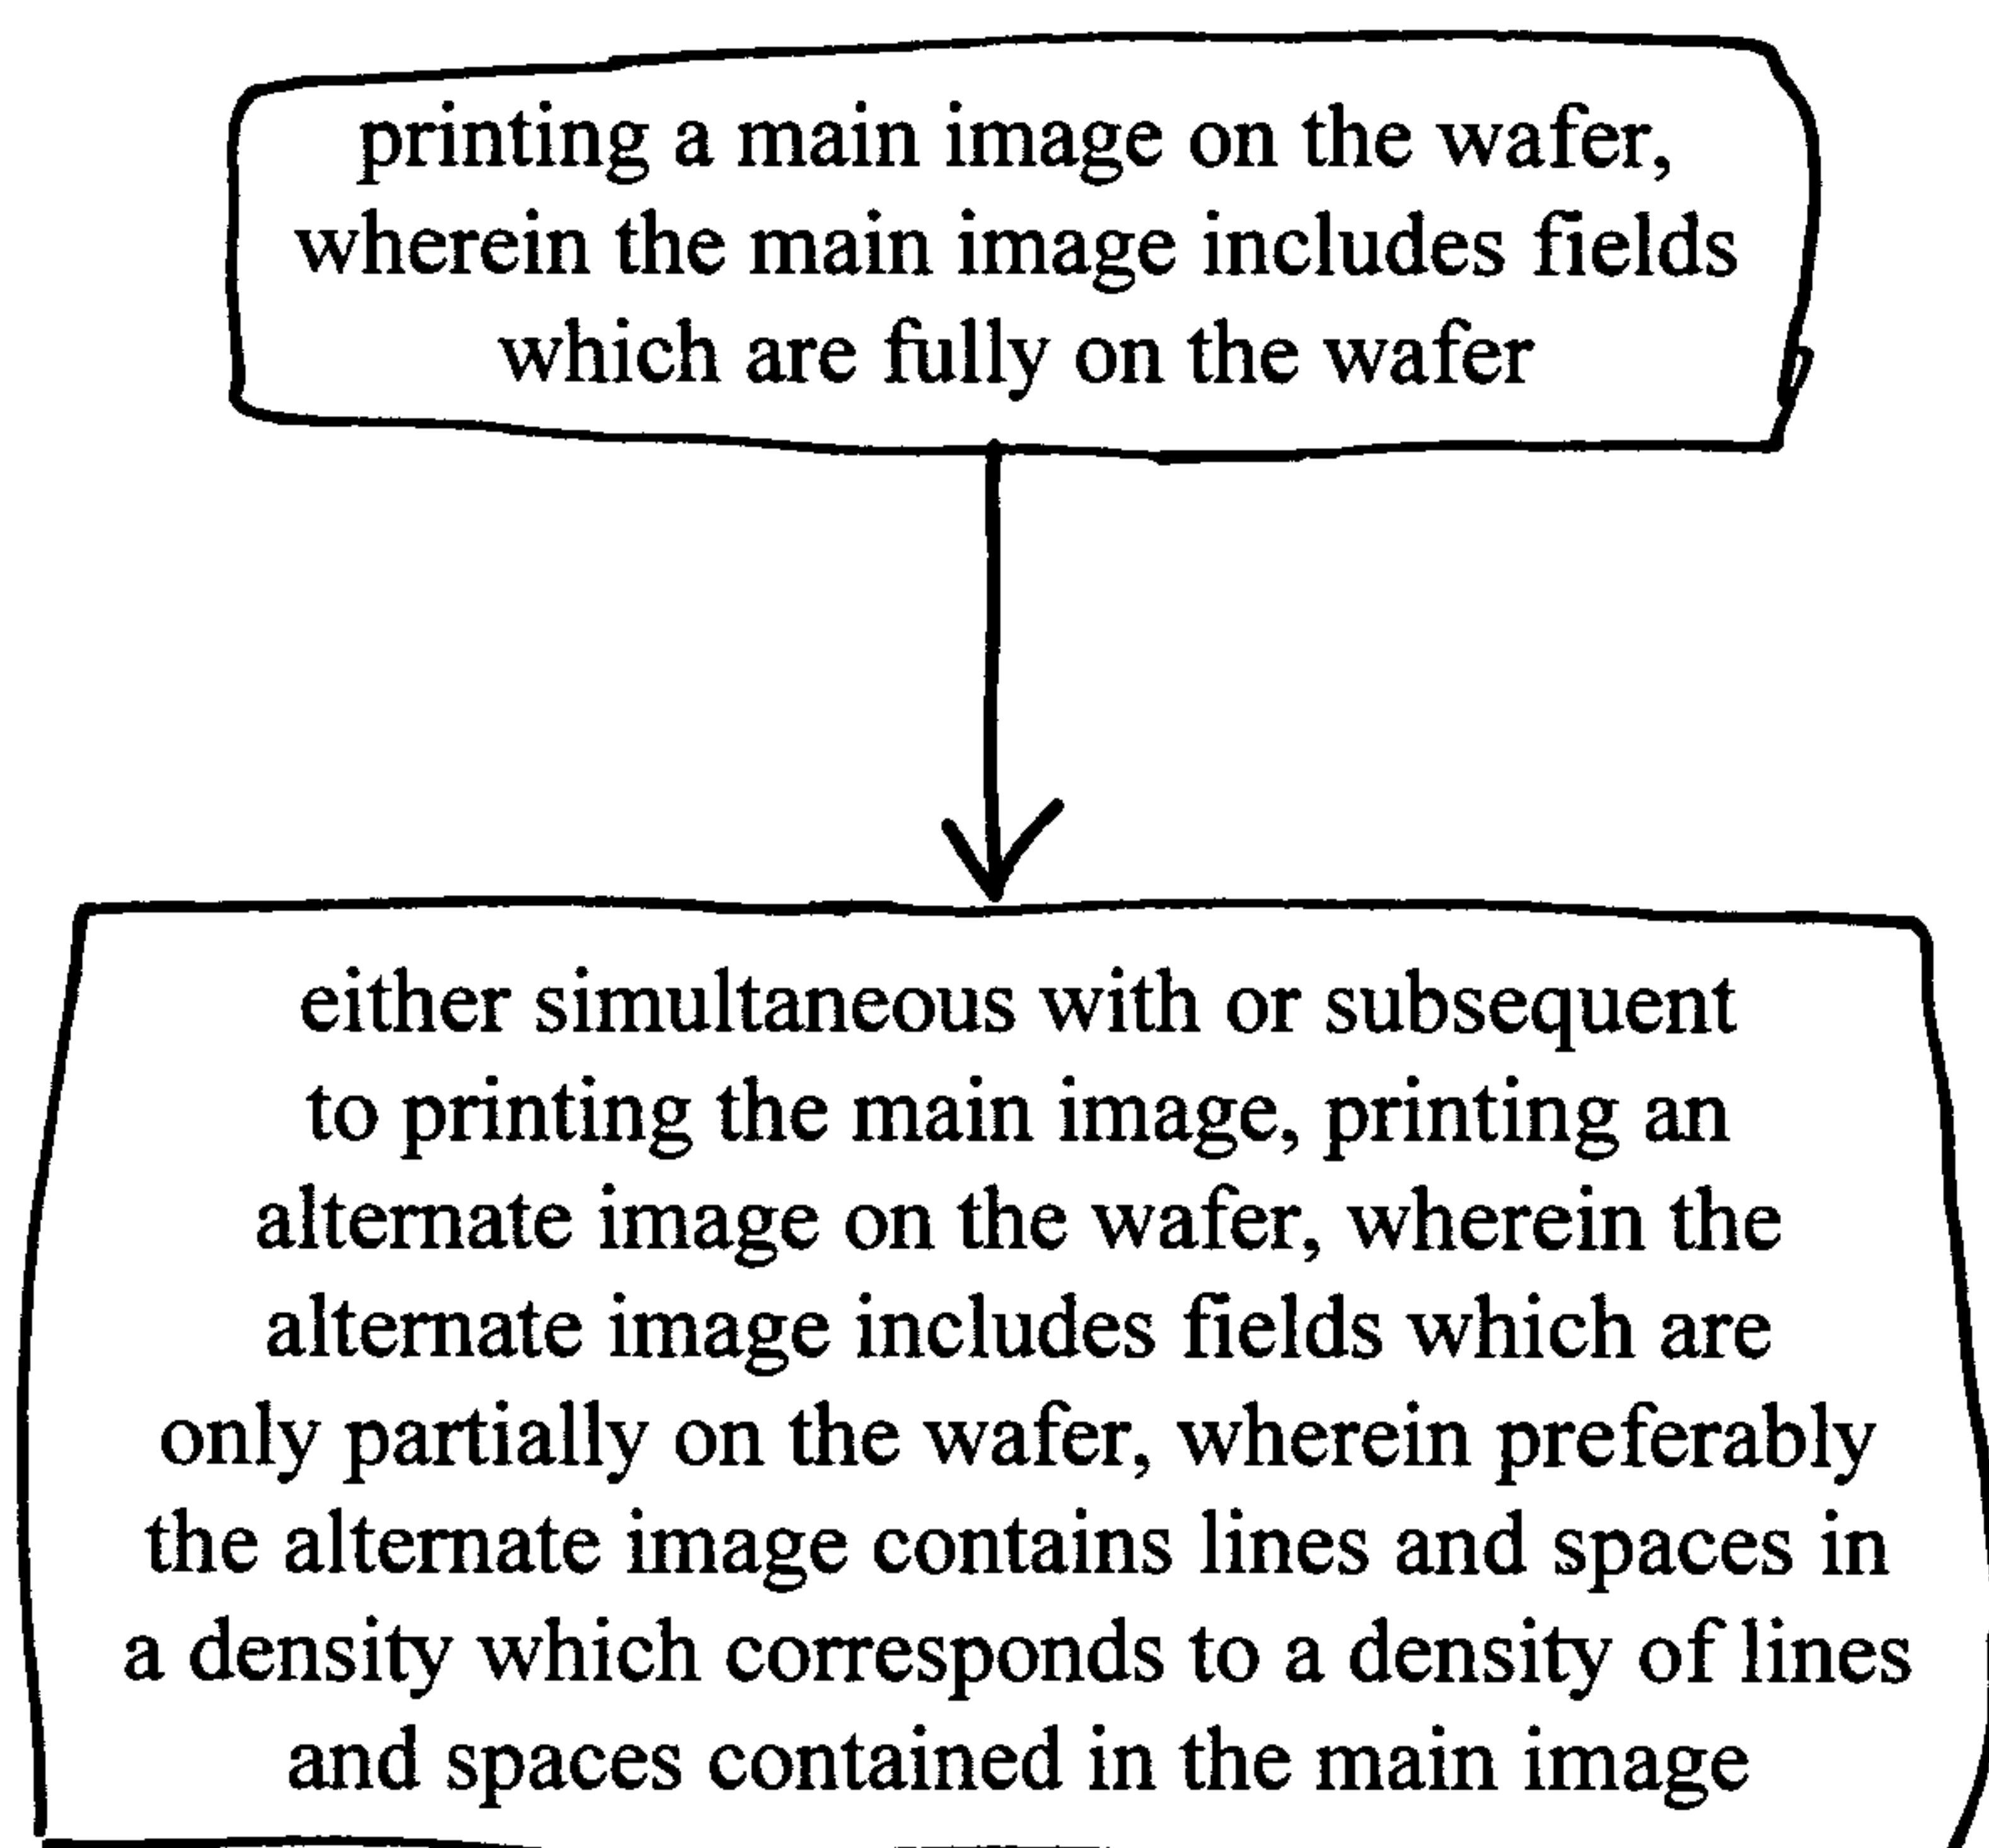 printing a main image on the wafer,
wherein the main image includes fields
which are fully on the wafer
either simultaneous with or subsequent
to printing the main image, printing an
alternate image on the wafer, wherein the
alternate image includes fields which are
only partially on the wafer, wherein preferably
the alternate image contains lines and spaces in
a density which corresponds to a density of lines
and spaces contained in the main image